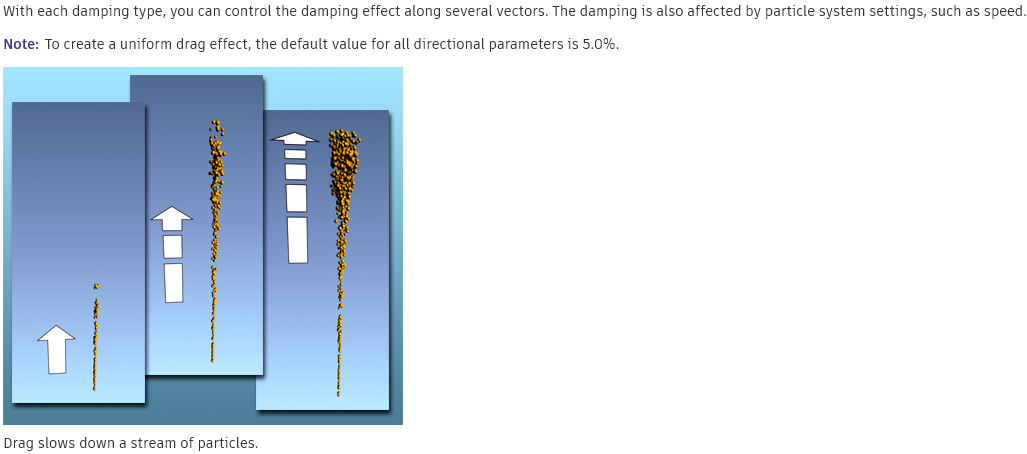 With each damping type, you can control the damping effect along several vectors. The damping is also affected by particle system settings, such as speed.
Note: To create a uniform drag effect, the default value for all directional parameters is 5.0%.
Drag slows down a stream of particles.